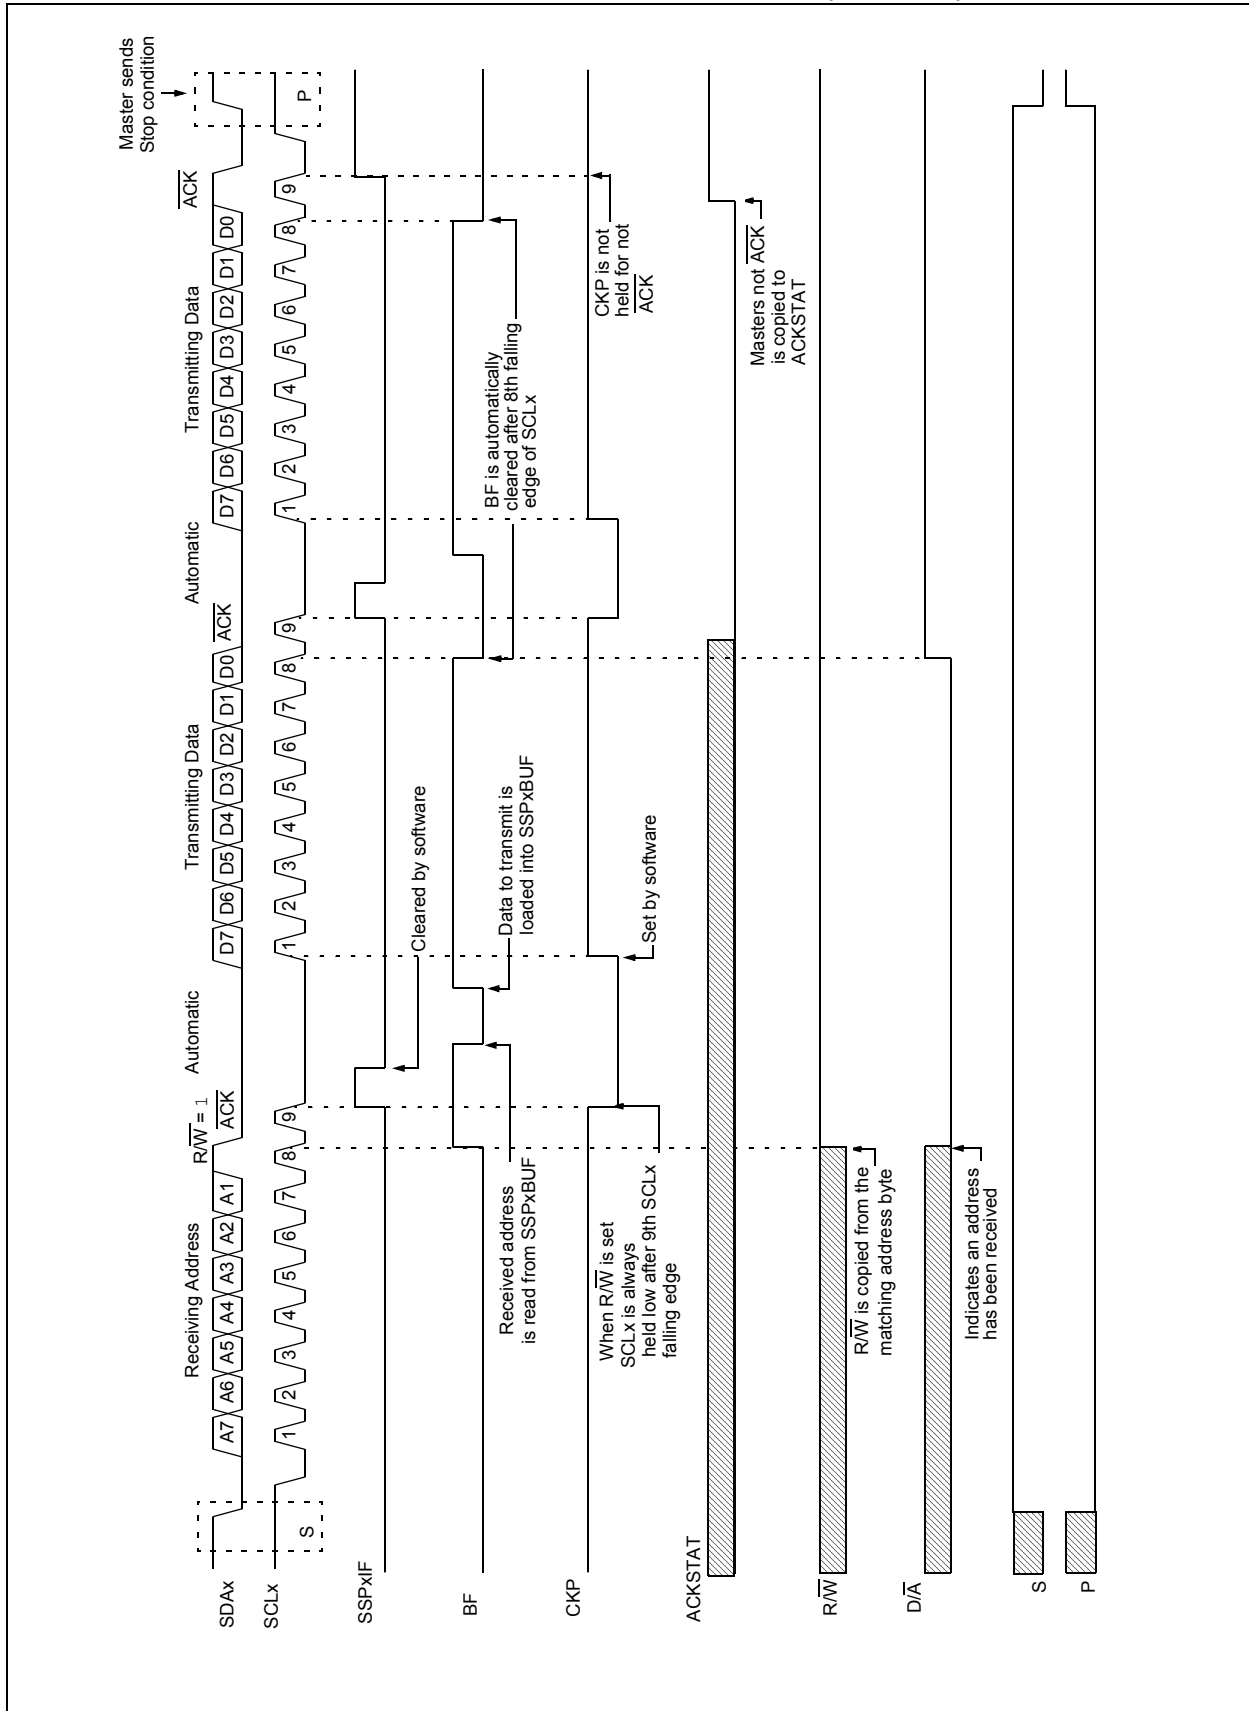 Master sends
Stop condition
Receiving Address
Automatic
Transmitting Data
Automatic
Transmitting Data
R/W = 1
ACK
ACK
ACK
SDAx
A7 A6 A5 A4 A3 A2 A1
D7 D6 D5 D4 D3 D2 D1 D0
D7 D6 D5 D4 D3 D2 D1 D0
SCLx
S
1 2 3 4 5 6 7 8 9
1 2 3 4 5 6 7 8 9
1 2 3 4 5 6 7 8 9
P
SSPxIF
Cleared by software
BF
Received address
is read from SSPxBUF
Data to transmit is
loaded into SSPxBUF
BF is automatically
cleared after 8th falling
edge of SCLx
CKP
When R/W is set
SCLx is always
held low after 9th SCLx
falling edge
Set by software
CKP is not
held for not
ACK
ACKSTAT
Masters not ACK
is copied to
ACKSTAT
R/W
R/W is copied from the
matching address byte
D/A
Indicates an address
has been received
S
P